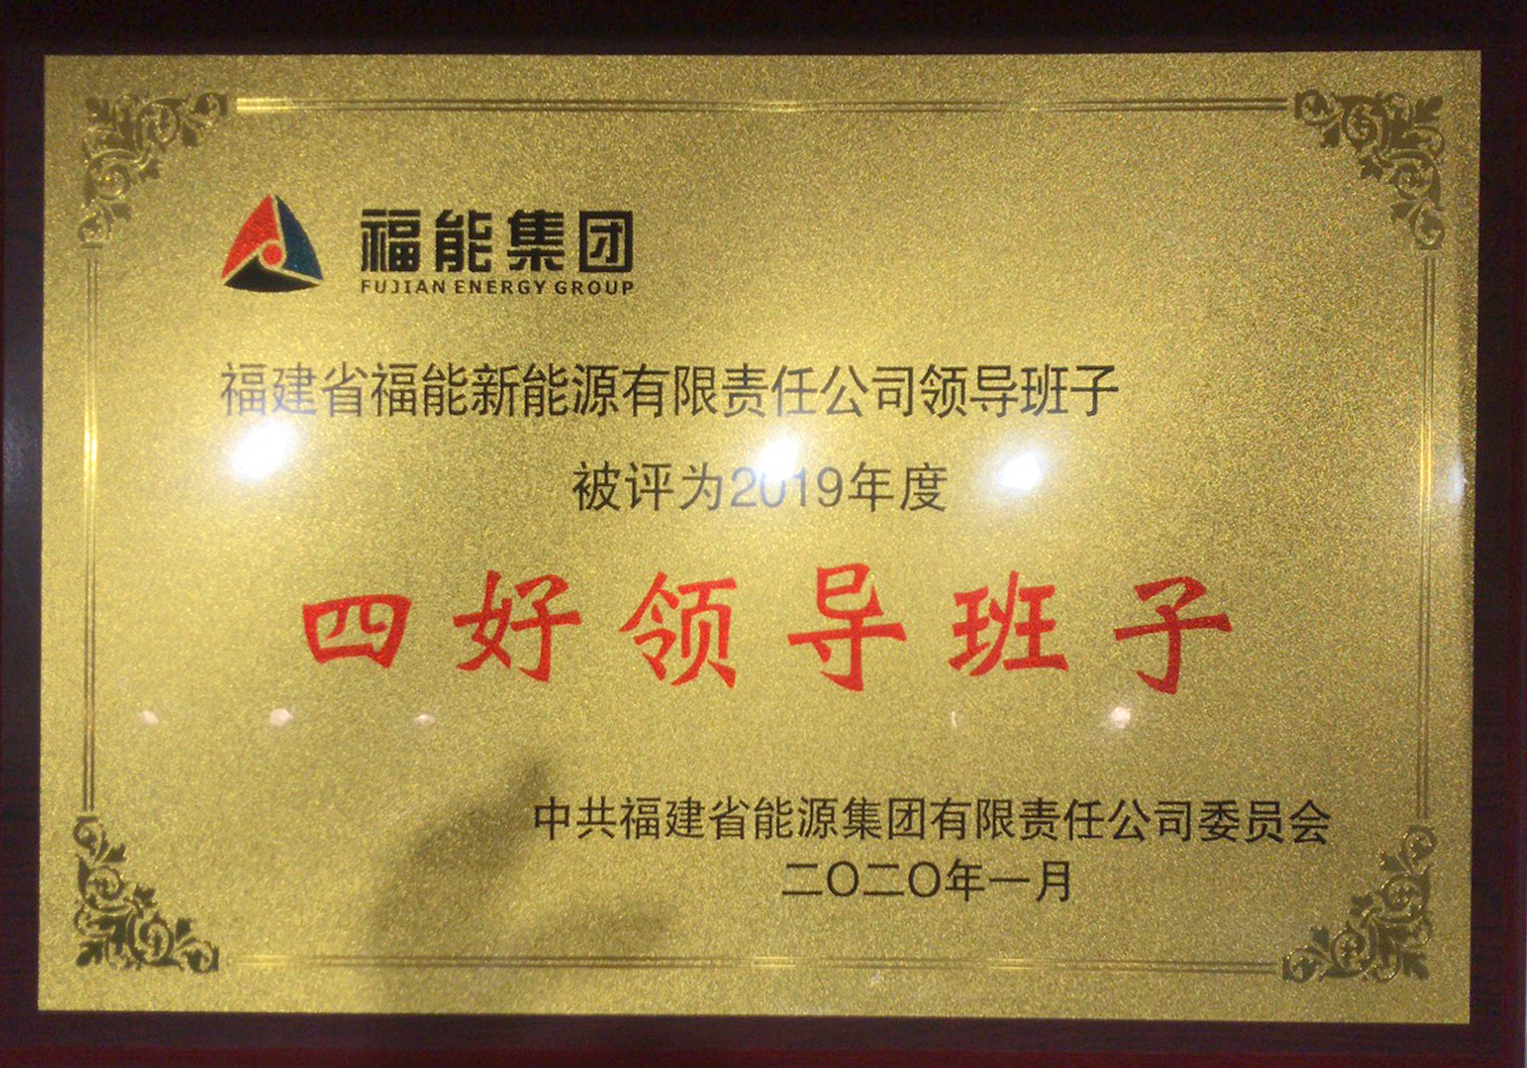 福能集团
FUJIAN ENERGY GROUP
福建省福能新能源有限责任公司领导班子
被评为2019年度
四好领导班子
中共福建省能源集团有限责任公司委员会
二〇二〇年一月